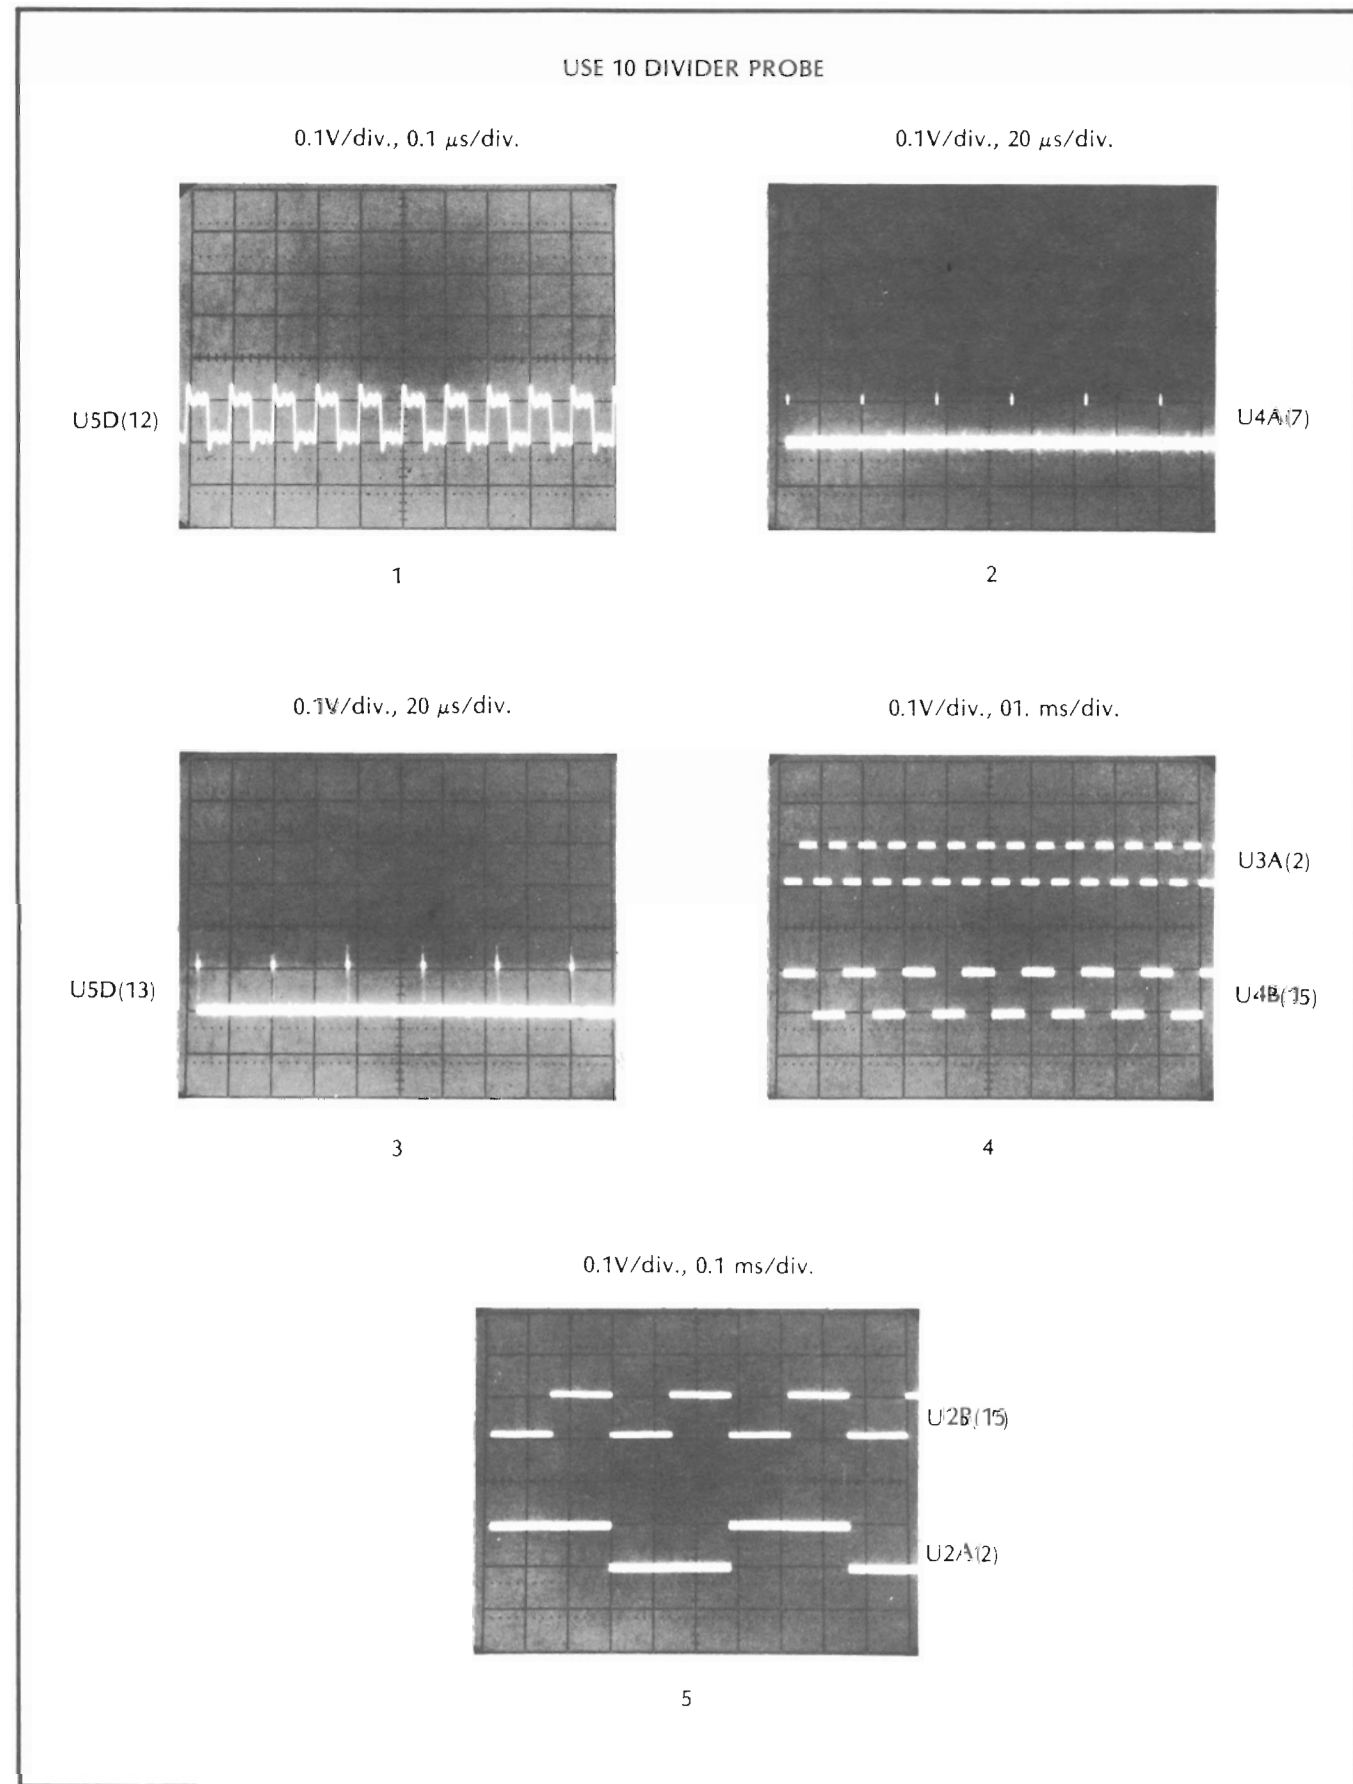 USE 10 DIVIDER PROBE
0.1V/div., 0.1 μs/div.
0.1V/div., 20 μs/div.
U5D(12)
U4A(7)
1
2
0.1V/div., 20 μs/div.
0.1V/div., 01. ms/div.
U3A(2)
U5D(13)
U4B(15)
3
4
0.1V/div., 0.1 ms/div.
U2B(15)
U2A(2)
5